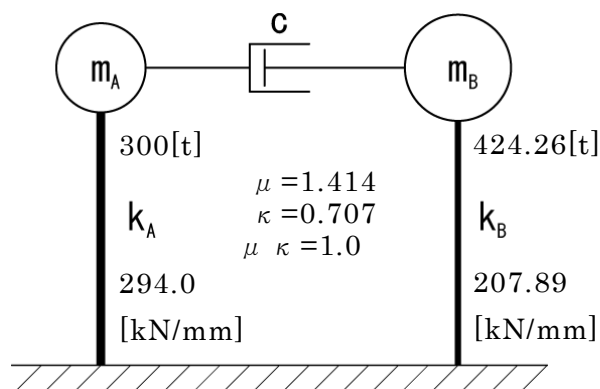 c
m_A
m_B
300[t]
424.26[t]
μ=1.414
κ=0.707
μ κ=1.0
k_A
k_B
294.0
[kN/mm]
207.89
[kN/mm]